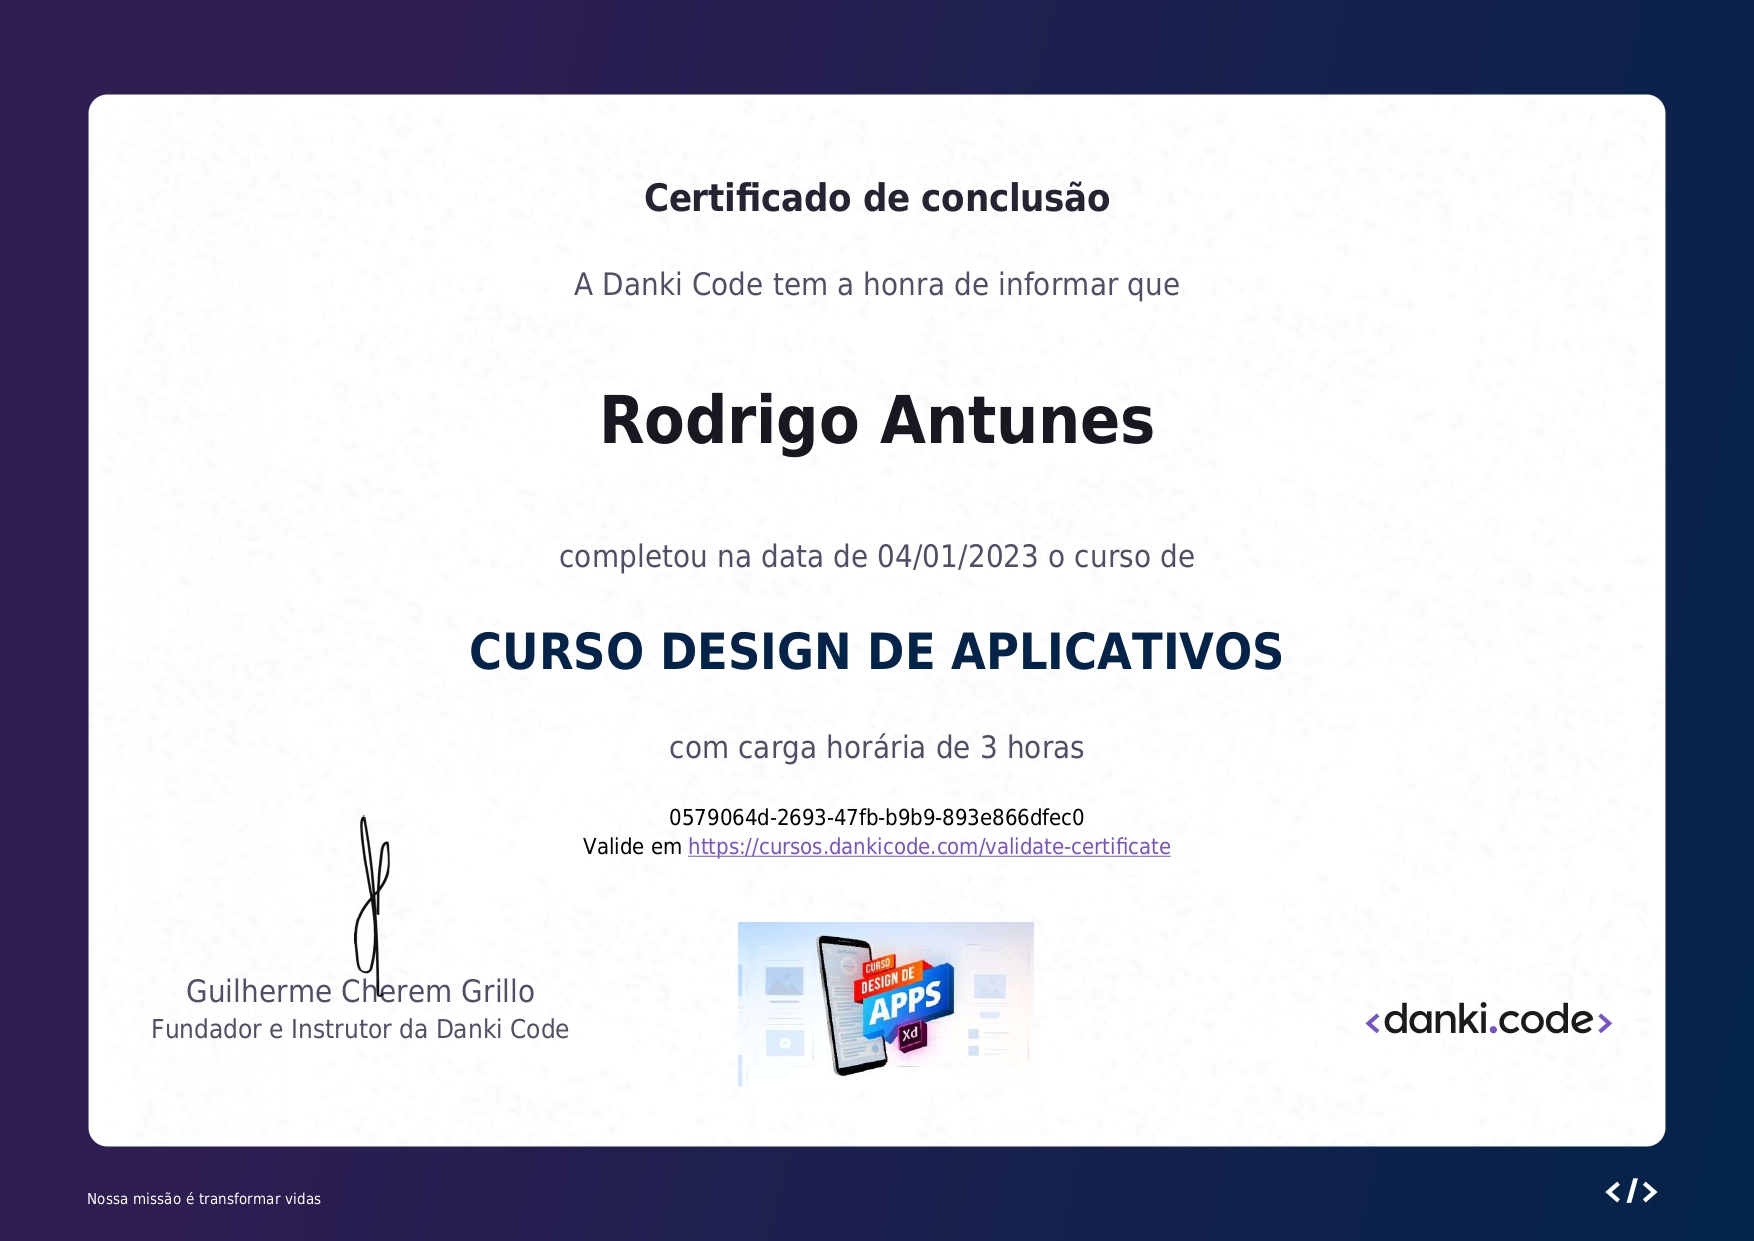 Certificado de conclusão
A Danki Code tem a honra de informar que
Rodrigo Antunes
completou na data de 04/01/2023 o curso de
CURSO DESIGN DE APLICATIVOS
com carga horária de 3 horas
0579064d-2693-47fb-b9b9-893e866dfec0
Valide em https://cursos.dankicode.com/validate-certificate
Guilherme Cherem Grillo
Fundador e Instrutor da Danki Code
CURSO
DESIGN DE
APPS
Xd
<danki.code>
Nossa missão é transformar vidas
</>